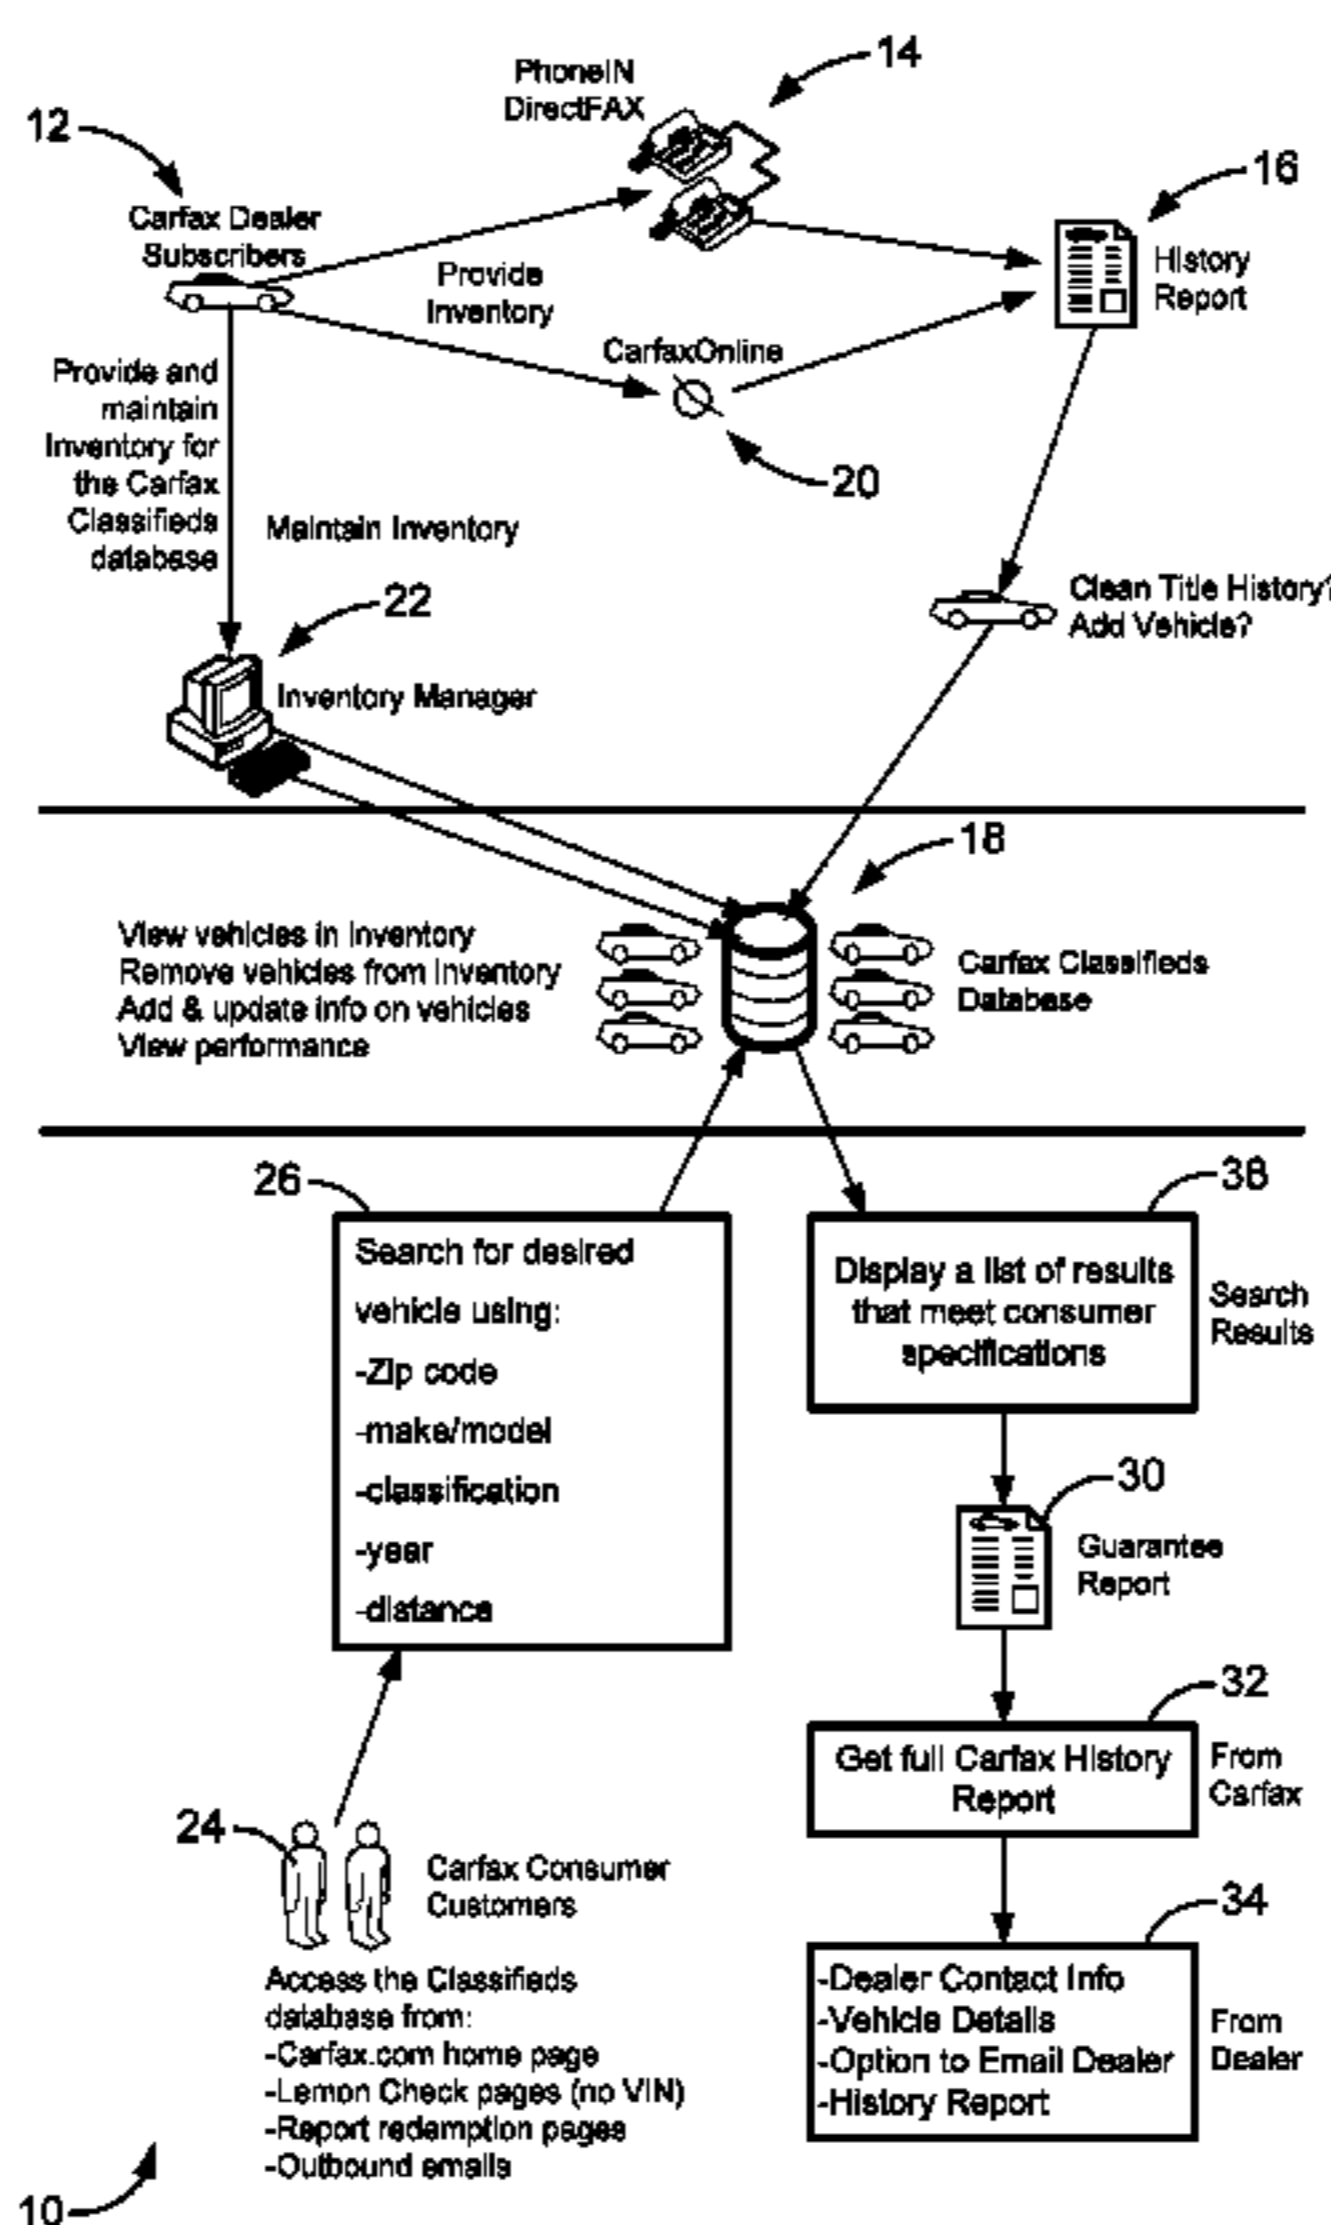 14
PhoneIN
DirectFAX
12
16
Carfax Dealer
Subscribers
History
Report
Provide
Inventory
CarfaxOnline
Provide and
maintain
Inventory for
the Carfax
Classifieds
database
20
Maintain Inventory
22
Clean Title History?
Add Vehicle?
Inventory Manager
18
View vehicles in Inventory
Remove vehicles from Inventory
Add & update info on vehicles
View performance
Carfax Classifieds
Database
26
Search for desired
vehicle using:
-Zip code
-make/model
-classification
-year
-distance
38
Display a list of results
that meet consumer
specifications
Search
Results
30
Guarantee
Report
32
Get full Carfax History
Report
From
Carfax
24
Carfax Consumer
Customers
34
-Dealer Contact Info
-Vehicle Details
-Option to Email Dealer
-History Report
From
Dealer
Access the Classifieds
database from:
-Carfax.com home page
-Lemon Check pages (no VIN)
-Report redemption pages
-Outbound emails
10